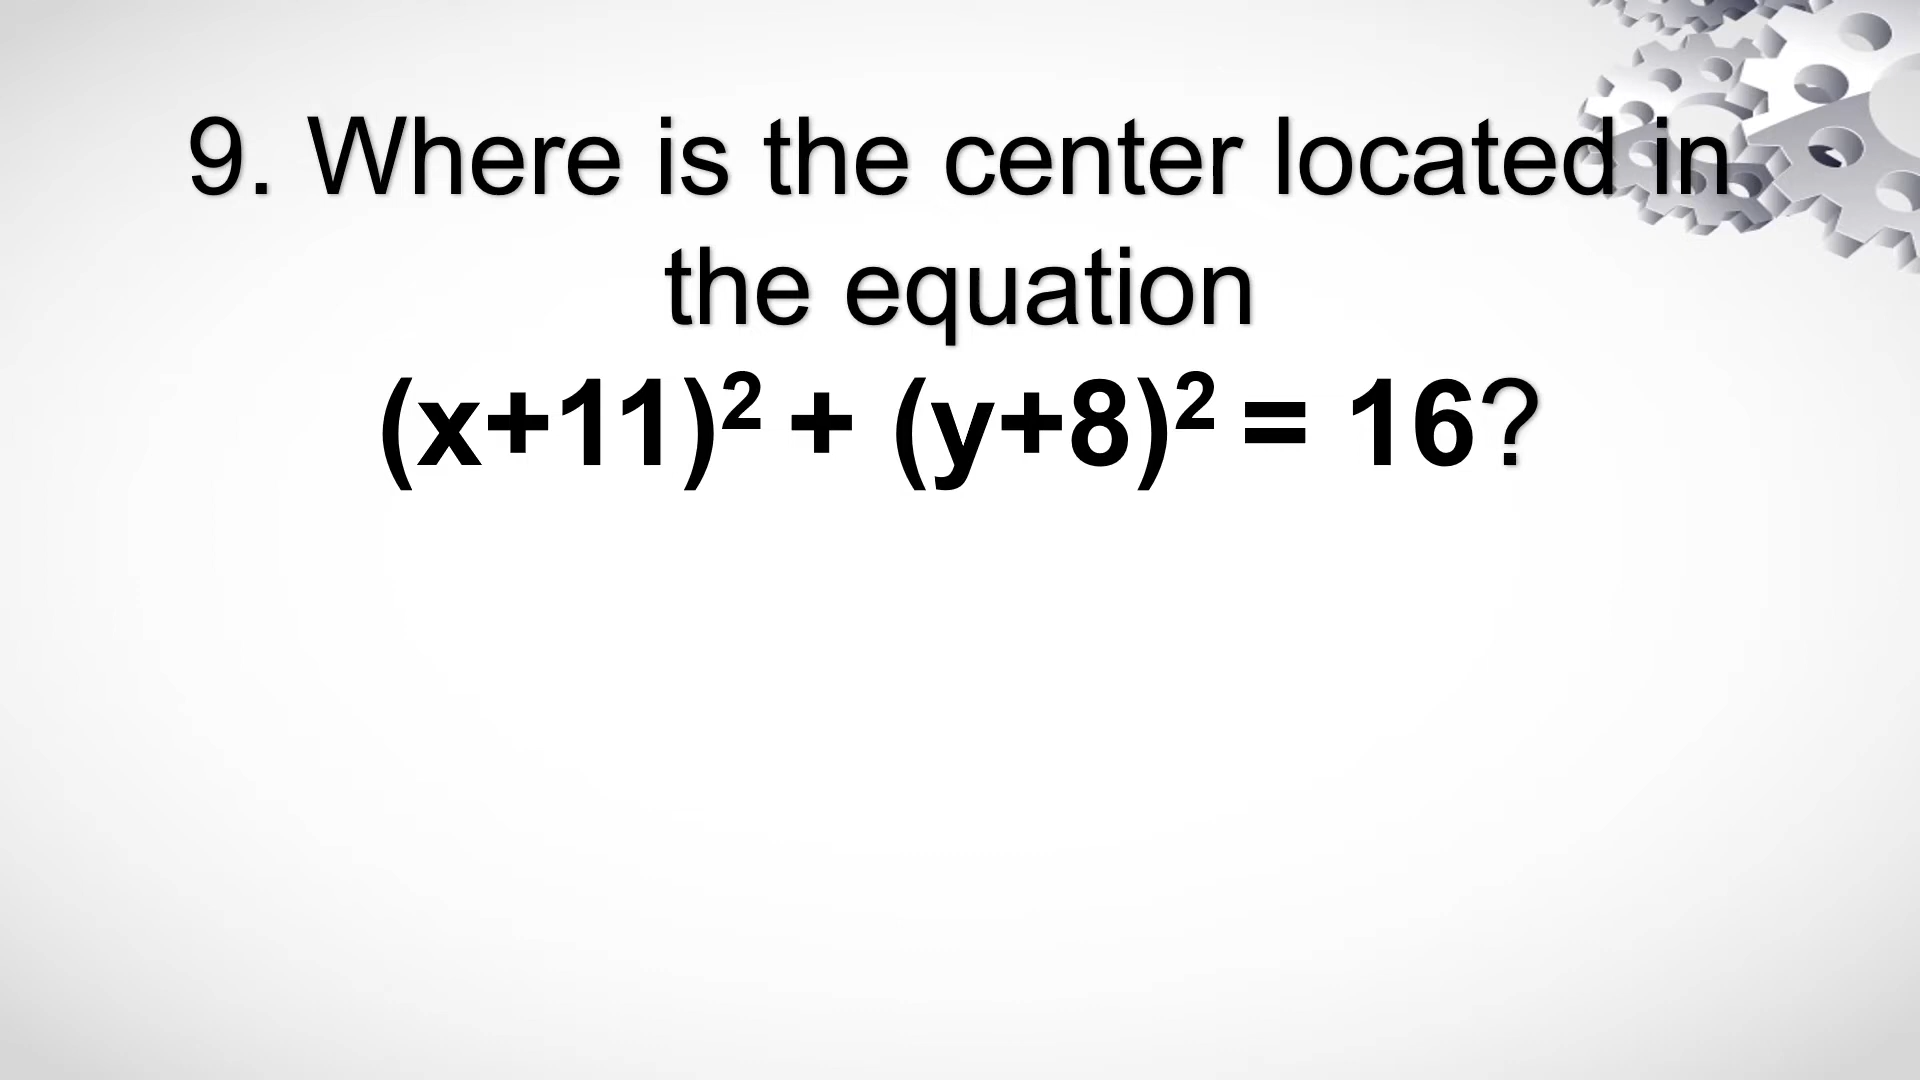 9. Where is the center located in
the equation
(x+11)² + (y+8)² = 16?